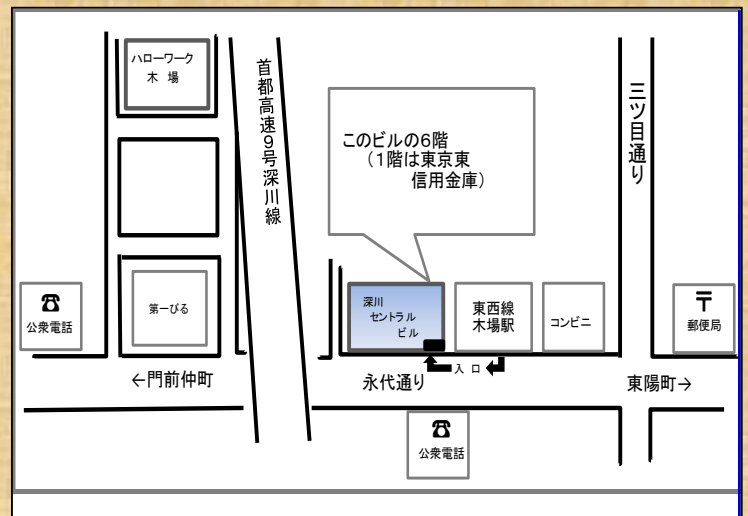 ハローワーク
木　場
首都高速9号深川線
このビルの6階
（１階は東京東
信用金庫）
三ツ目通り
公衆電話
第一びる
深川
セントラル
ビル
東西線
木場駅
コンビニ
〒
郵便局
入口
←門前仲町
永代通り
東陽町→
公衆電話